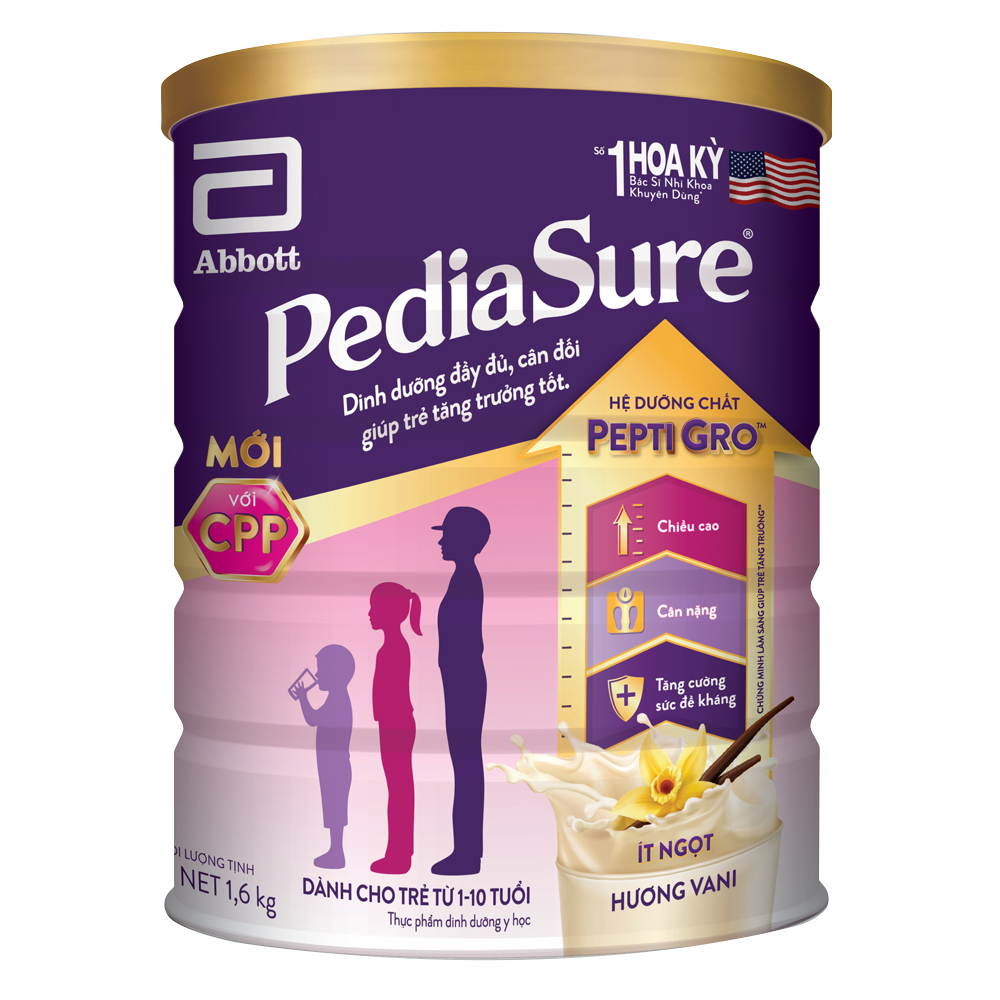 Abbott
Số 1 HOA KỲ
Bác Sĩ Nhi Khoa
Khuyên Dùng*
PediaSure®
Dinh dưỡng đầy đủ, cân đối
giúp trẻ tăng trưởng tốt.
MỚI
với
CPP
HỆ DƯỠNG CHẤT
PEPTIGRO™
Chiều cao
Cân nặng
Tăng cường
sức đề kháng
CHỨNG MINH LÂM SÀNG GIÚP TRẺ TĂNG TRƯỞNG**
ÍT NGỌT
HƯƠNG VANI
LƯỢNG TỊNH
NET 1,6 kg
DÀNH CHO TRẺ TỪ 1-10 TUỔI
Thực phẩm dinh dưỡng y học